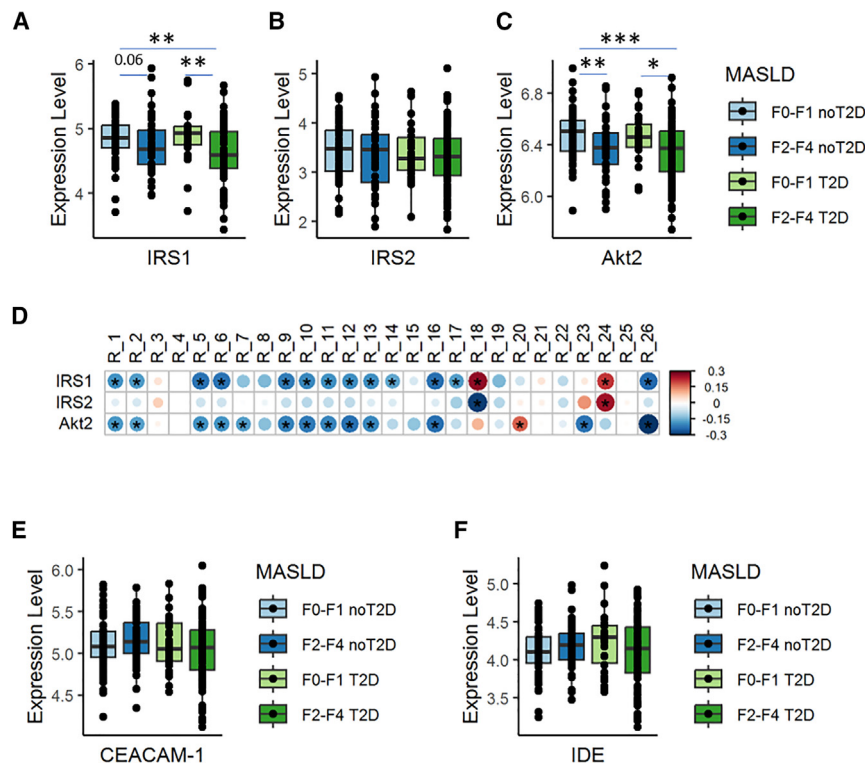 A
B
C
Expression Level
6
5
4
**
0.06
**
IRS1
Expression Level
5
4
3
2
IRS2
Expression Level
6.8
6.4
6.0
***
**
*
Akt2
MASLD
F0-F1 noT2D
F2-F4 noT2D
F0-F1 T2D
F2-F4 T2D
D
R_1 R_2 R_3 R_4 R_5 R_6 R_7 R_8 R_9 R_10 R_11 R_12 R_13 R_14 R_15 R_16 R_17 R_18 R_19 R_20 R_21 R_22 R_23 R_24 R_25 R_26
IRS1 * * * * * * * * * * * * * * *
IRS2 * *
Akt2 * * * * * * * * * * * * * *
0.3
0.15
0
-0.15
-0.3
E
F
Expression Level
6.0
5.5
5.0
4.5
CEACAM-1
MASLD
F0-F1 noT2D
F2-F4 noT2D
F0-F1 T2D
F2-F4 T2D
Expression Level
5.0
4.5
4.0
3.5
IDE
MASLD
F0-F1 noT2D
F2-F4 noT2D
F0-F1 T2D
F2-F4 T2D